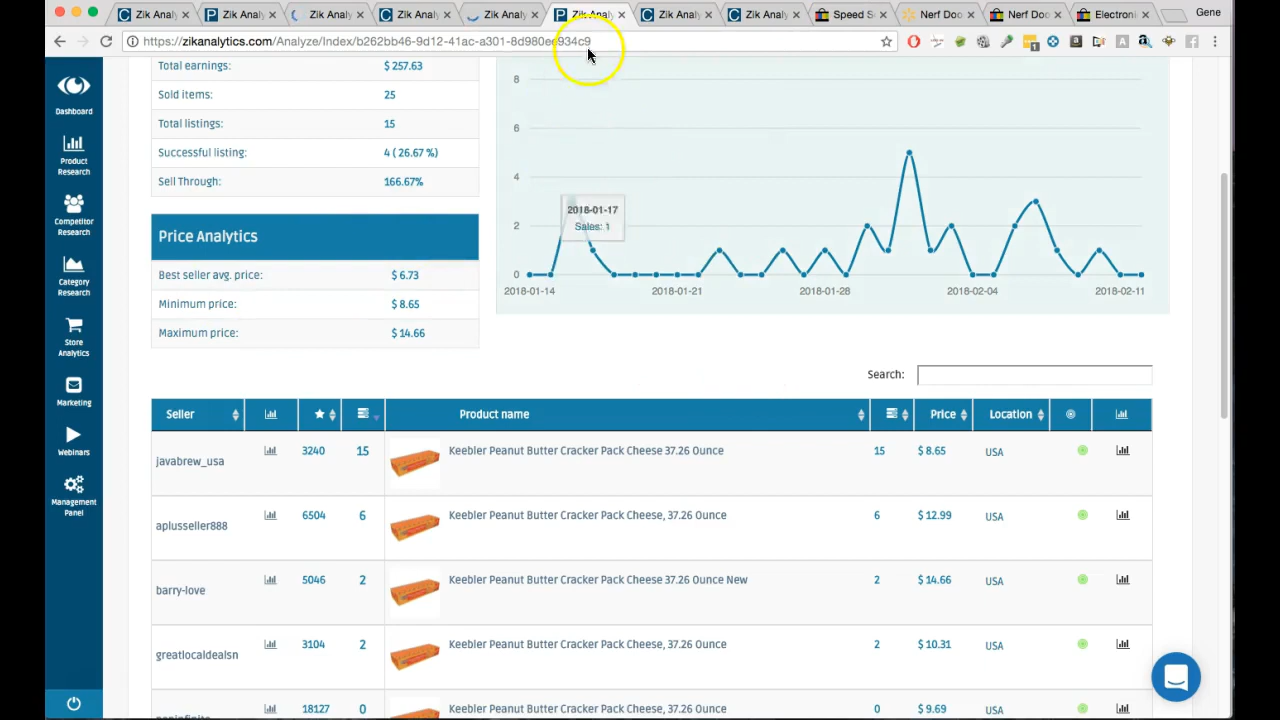 Zik Analy Zik Analy Zik Analy Zik Analy Zik Analy Zik Analy Zik Analy Zik Analy Speed S Nerf Doo Nerf Doo Electroni Gene
https://zikanalytics.com/Analyze/Index/b262bb46-9d12-41ac-a301-8d980ee934c9
Dashboard
Product
Research
Competitor
Research
Category
Research
Store
Analytics
Marketing
Webinars
Management
Panel
Total earnings: $ 257.63
Sold items: 25
Total listings: 15
Successful listing: 4 ( 26.67 %)
Sell Through: 166.67%
Price Analytics
Best seller avg. price: $ 6.73
Minimum price: $ 8.65
Maximum price: $ 14.66
8
6
4
2
0
2018-01-17
Sales: 1
2018-01-14 2018-01-21 2018-01-28 2018-02-04 2018-02-11
Search:
Seller Product name Price Location
javabrew_usa 3240 15 Keebler Peanut Butter Cracker Pack Cheese 37.26 Ounce 15 $ 8.65 USA
aplusseller888 6504 6 Keebler Peanut Butter Cracker Pack Cheese, 37.26 Ounce 6 $ 12.99 USA
barry-love 5046 2 Keebler Peanut Butter Cracker Pack Cheese 37.26 Ounce New 2 $ 14.66 USA
greatlocaldealsn 3104 2 Keebler Peanut Butter Cracker Pack Cheese, 37.26 Ounce 2 $ 10.31 USA
18127 0 Keebler Peanut Butter Cracker Pack Cheese, 37.26 Ounce 0 $ 9.69 USA